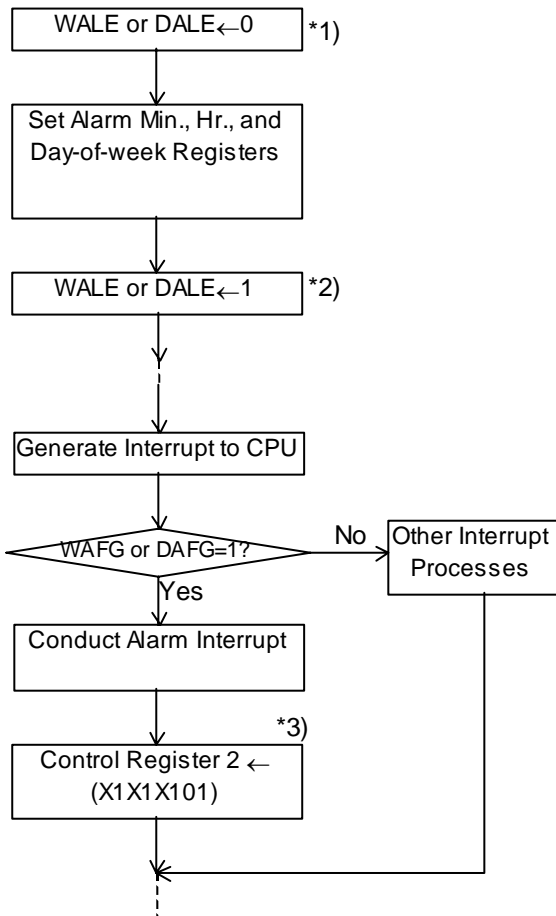 WALE or DALE←0
*1)
Set Alarm Min., Hr., and
Day-of-week Registers
WALE or DALE←1
*2)
Generate Interrupt to CPU
WAFG or DAFG=1?
No
Other Interrupt
Processes
Yes
Conduct Alarm Interrupt
*3)
Control Register 2 ←
(X1X1X101)